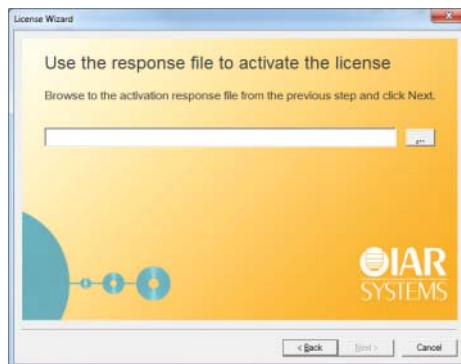 License Wizard
Use the response file to activate the license
Browse to the activation response file from the previous step and click Next.
...
IAR
SYSTEMS
< Back
Next >
Cancel